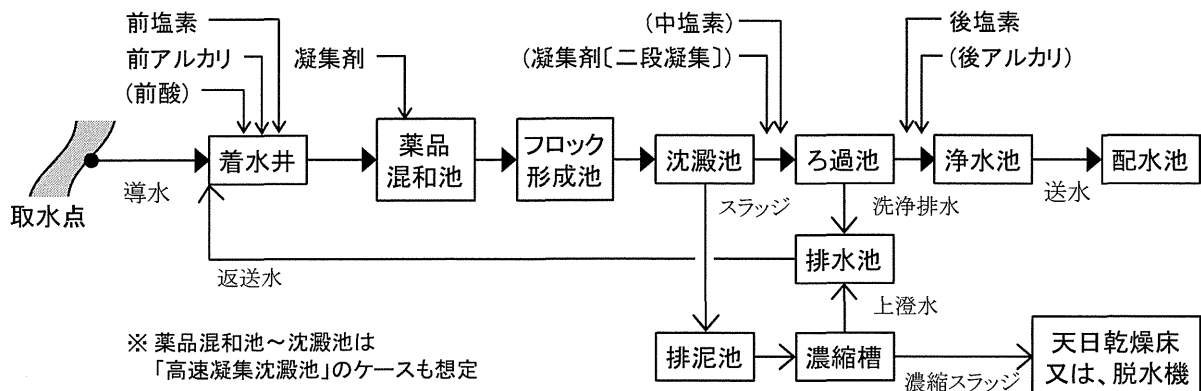 前塩素
前アルカリ
(前酸)
凝集剤
(中塩素)
(凝集剤〔二段凝集〕)
後塩素
(後アルカリ)
取水点
導水
着水井
薬品
混和池
フロック
形成池
沈澱池
ろ過池
浄水池
送水
配水池
スラッジ
洗浄排水
返送水
排水池
上澄水
※ 薬品混和池~沈澱池は
「高速凝集沈澱池」のケースも想定
排泥池
濃縮槽
濃縮スラッジ
天日乾燥床
又は、脱水機